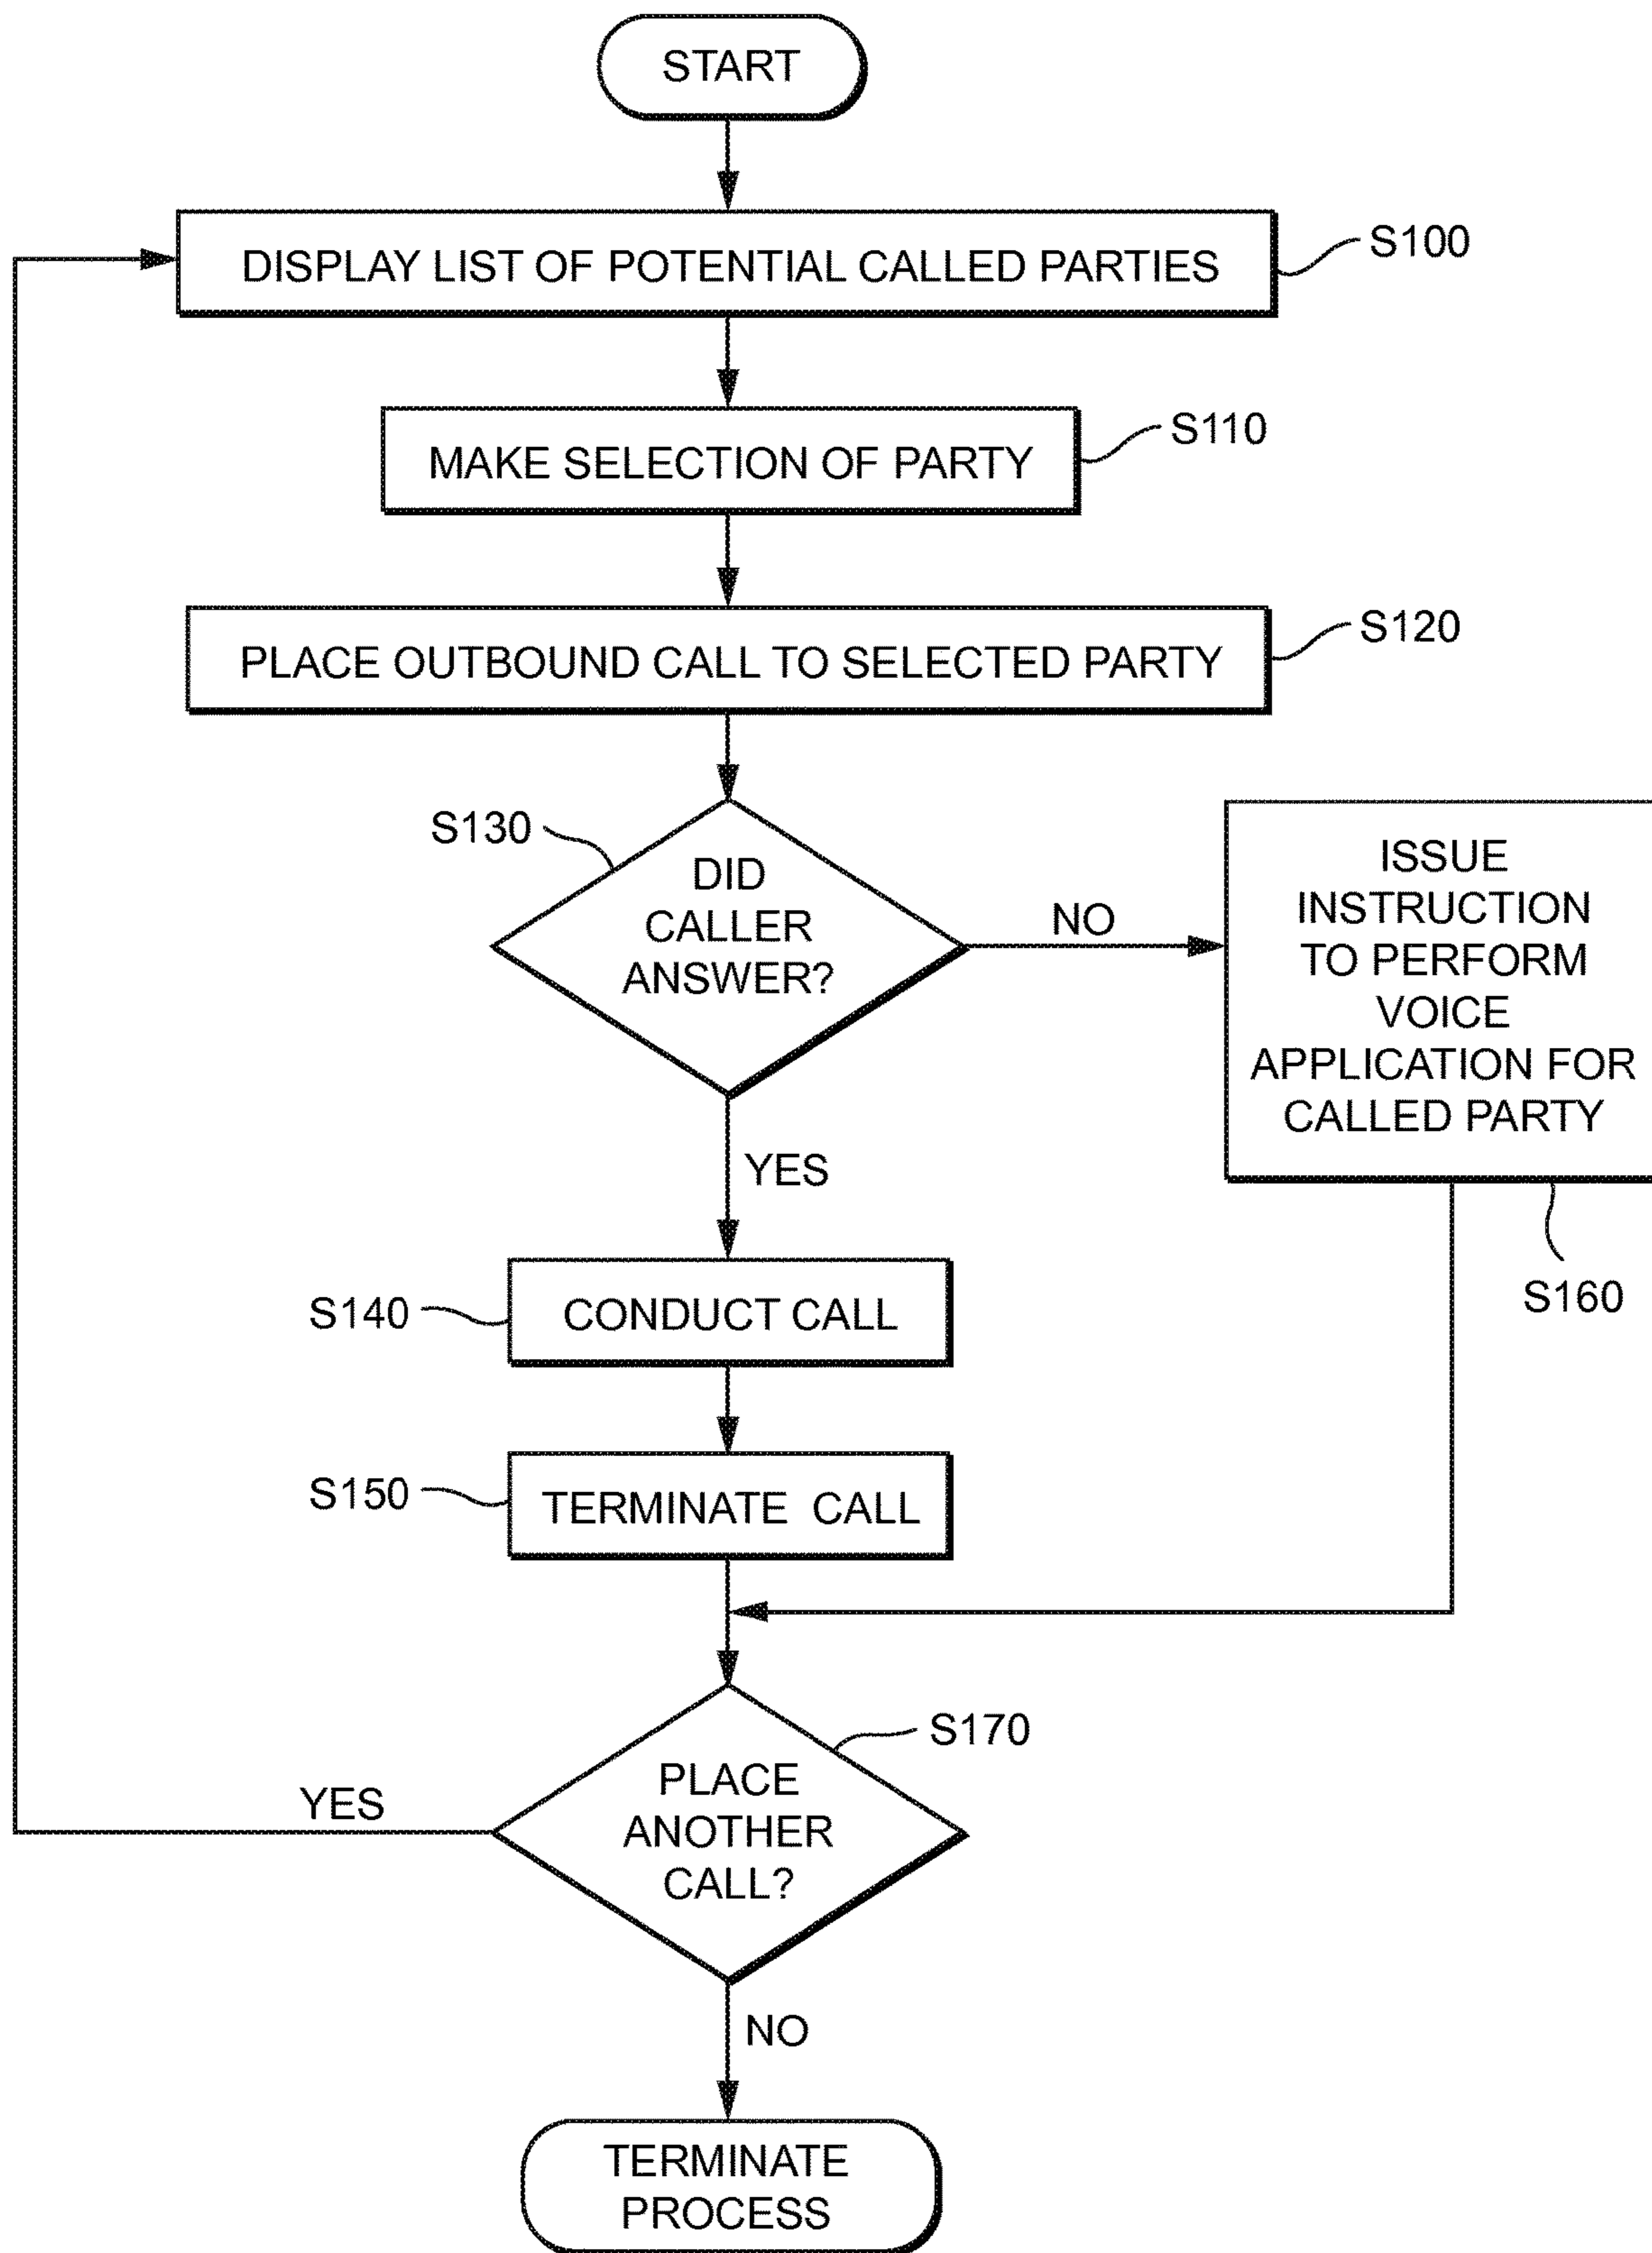 START
DISPLAY LIST OF POTENTIAL CALLED PARTIES
S100
MAKE SELECTION OF PARTY
S110
PLACE OUTBOUND CALL TO SELECTED PARTY
S120
S130
DID
CALLER
ANSWER?
NO
ISSUE
INSTRUCTION
TO PERFORM
VOICE
APPLICATION FOR
CALLED PARTY
S160
YES
S140
CONDUCT CALL
S150
TERMINATE CALL
S170
PLACE
ANOTHER
CALL?
YES
NO
TERMINATE
PROCESS